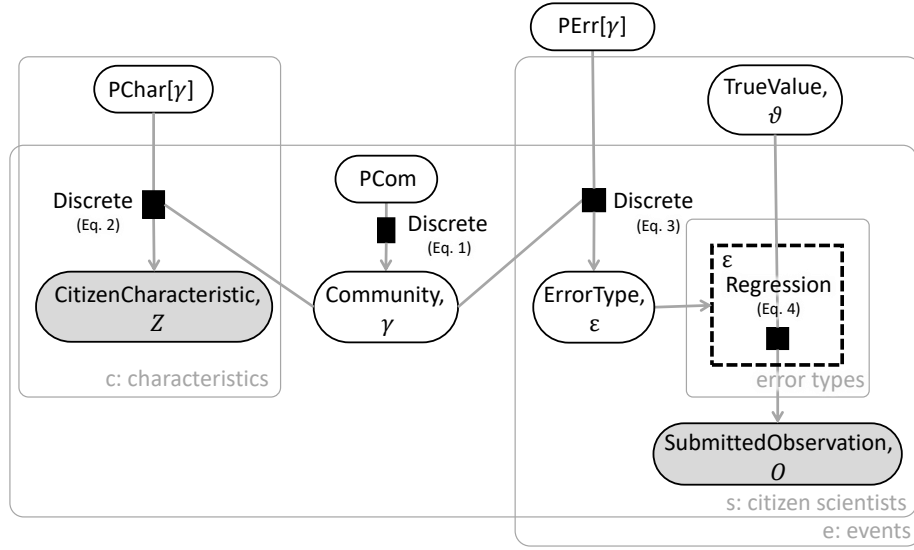 PErr[γ]
PChar[γ]
TrueValue,
ϑ
PCom
Discrete
(Eq. 2)
Discrete
(Eq. 1)
Discrete
(Eq. 3)
CitizenCharacteristic,
Z
Community,
γ
ErrorType,
ε
ε
Regression
(Eq. 4)
c: characteristics
error types
SubmittedObservation,
O
s: citizen scientists
e: events